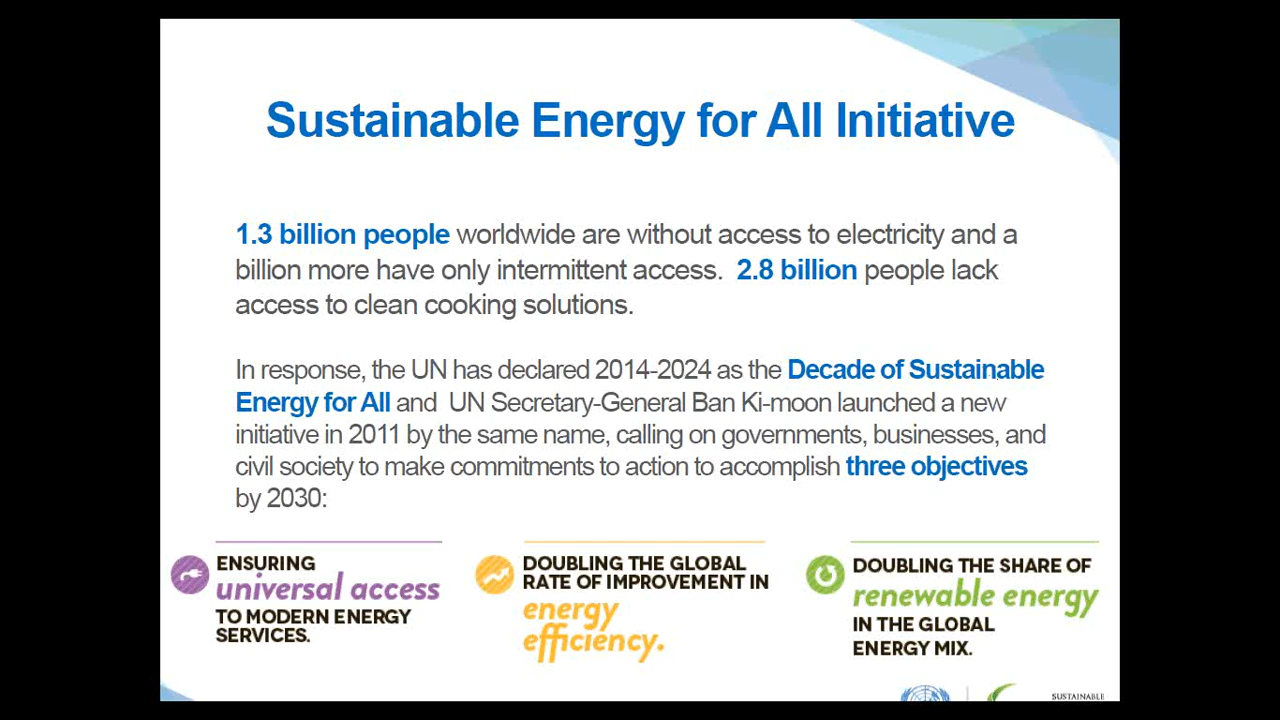 Sustainable Energy for All Initiative
1.3 billion people worldwide are without access to electricity and a
billion more have only intermittent access.  2.8 billion people lack
access to clean cooking solutions.
In response, the UN has declared 2014-2024 as the Decade of Sustainable
Energy for All and  UN Secretary-General Ban Ki-moon launched a new
initiative in 2011 by the same name, calling on governments, businesses, and
civil society to make commitments to action to accomplish three objectives
by 2030:
ENSURING
universal access
TO MODERN ENERGY
SERVICES.
DOUBLING THE GLOBAL
RATE OF IMPROVEMENT IN
energy
efficiency.
DOUBLING THE SHARE OF
renewable energy
IN THE GLOBAL
ENERGY MIX.
SUSTAINABLE